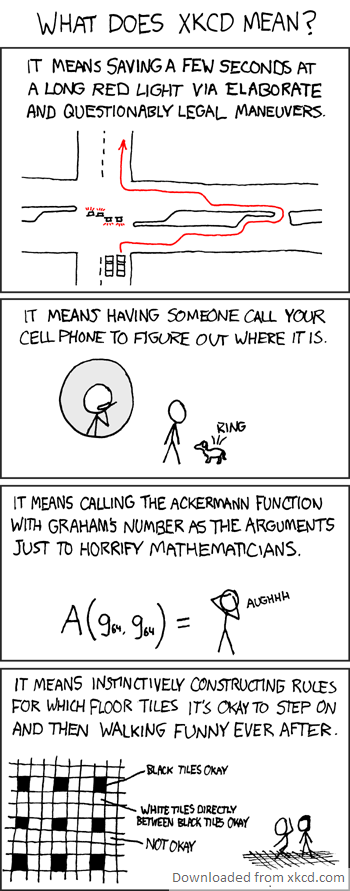 WHAT DOES XKCD MEAN?
IT MEANS SAVING A FEW SECONDS AT
A LONG RED LIGHT VIA ELABORATE
AND QUESTIONABLY LEGAL MANEUVERS.
IT MEANS HAVING SOMEONE CALL YOUR
CELL PHONE TO FIGURE OUT WHERE IT IS.
RING
IT MEANS CALLING THE ACKERMANN FUNCTION
WITH GRAHAM'S NUMBER AS THE ARGUMENTS
JUST TO HORRIFY MATHEMATICIANS.
A(g₆₄, g₆₄) =
AUGHHH
IT MEANS INSTINCTIVELY CONSTRUCTING RULES
FOR WHICH FLOOR TILES IT'S OKAY TO STEP ON
AND THEN WALKING FUNNY EVER AFTER.
BLACK TILES OKAY
WHITE TILES DIRECTLY
BETWEEN BLACK TILES OKAY
NOT OKAY
Downloaded from xkcd.com